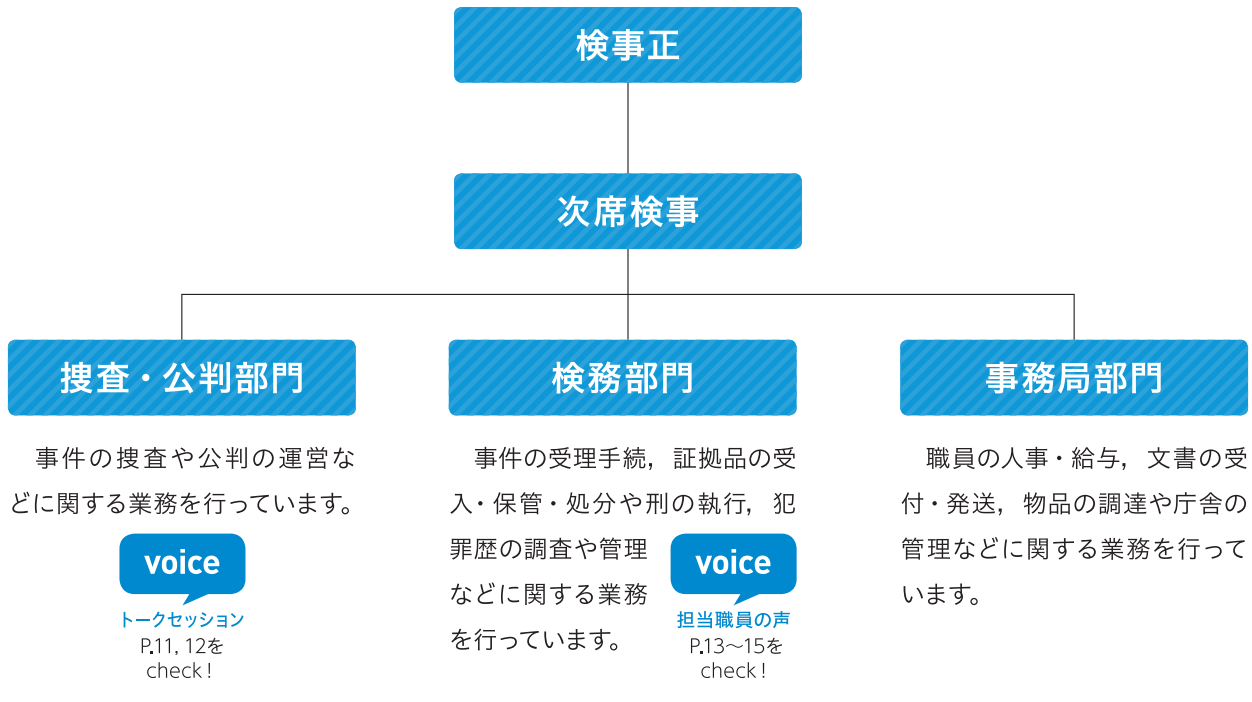 検事正
次席検事
捜査・公判部門
事件の捜査や公判の運営な
どに関する業務を行っています。
voice
トークセッション
P.11, 12を
check!
検務部門
事件の受理手続，証拠品の受
入・保管・処分や刑の執行，犯
罪歴の調査や管理
などに関する業務
を行っています。
voice
担当職員の声
P.13〜15を
check!
事務局部門
職員の人事・給与，文書の受
付・発送，物品の調達や庁舎の
管理などに関する業務を行って
います。